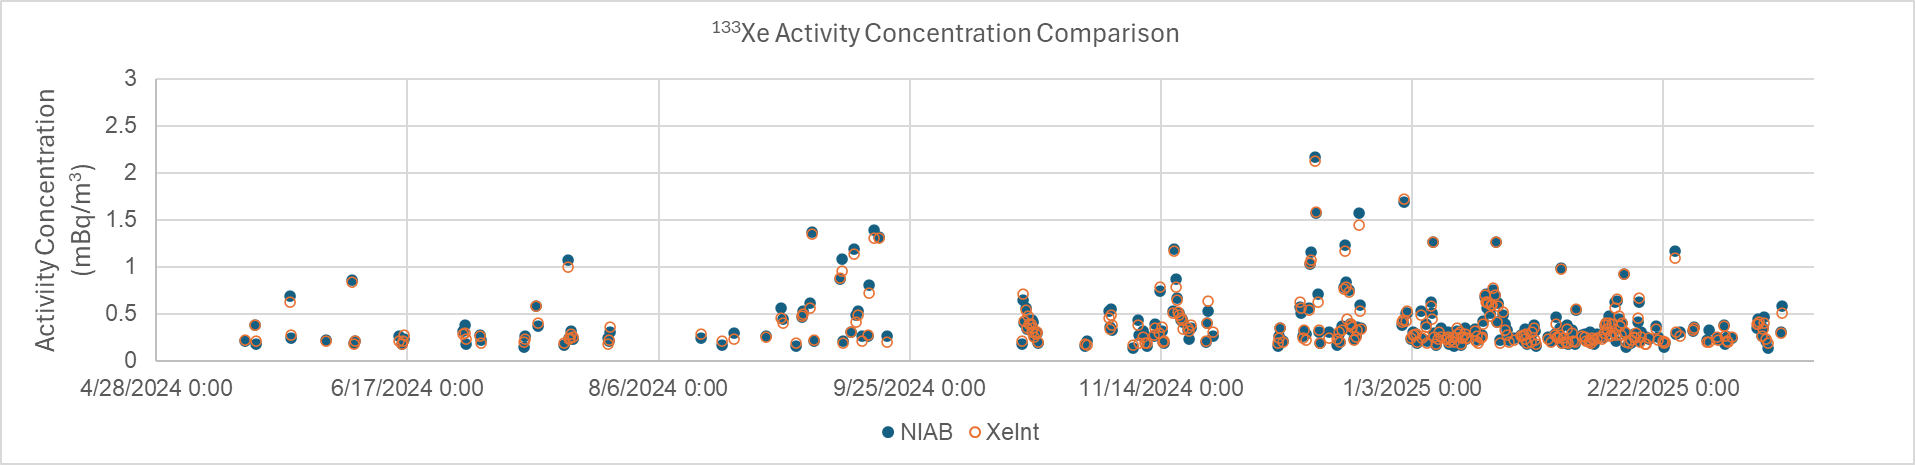 ¹³³Xe Activity Concentration Comparison
Activiity Concentration
(mBq/m³)
3
2.5
2
1.5
1
0.5
0
4/28/2024 0:00 6/17/2024 0:00 8/6/2024 0:00 9/25/2024 0:00 11/14/2024 0:00 1/3/2025 0:00 2/22/2025 0:00
NIAB XeInt